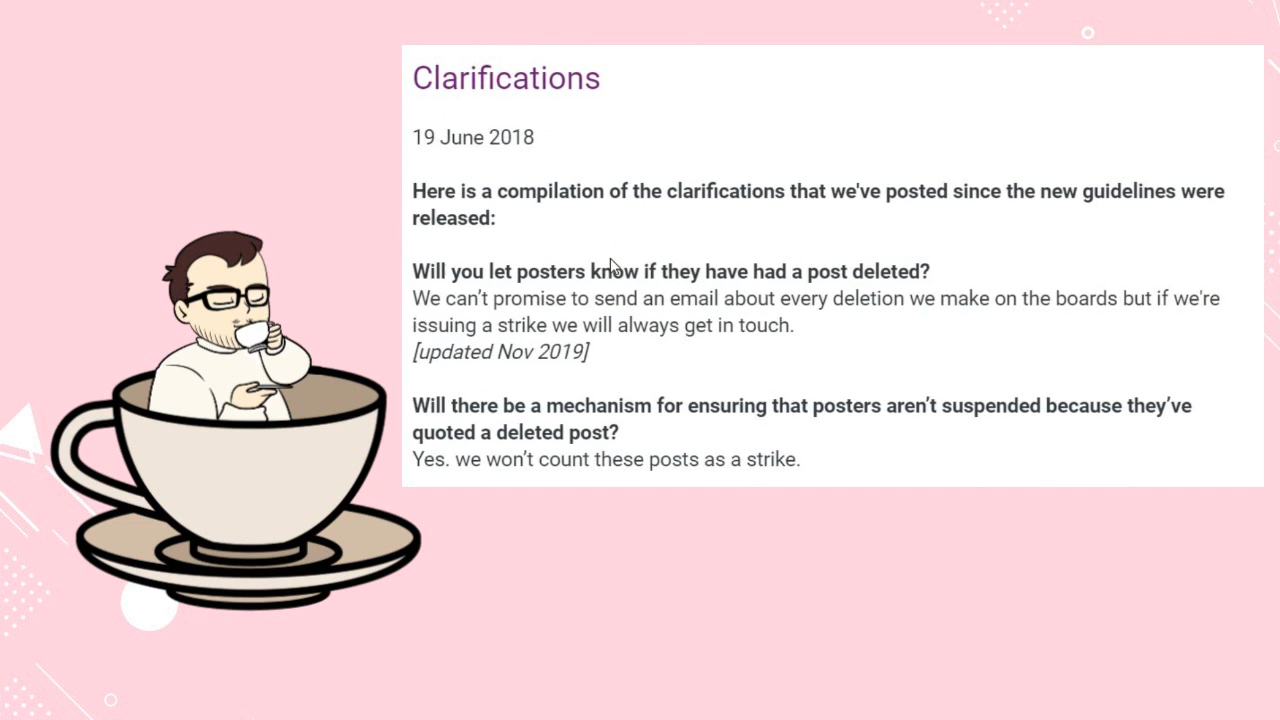 Clarifications
19 June 2018
Here is a compilation of the clarifications that we've posted since the new guidelines were
released:
Will you let posters know if they have had a post deleted?
We can’t promise to send an email about every deletion we make on the boards but if we're
issuing a strike we will always get in touch.
[updated Nov 2019]
Will there be a mechanism for ensuring that posters aren’t suspended because they’ve
quoted a deleted post?
Yes. we won’t count these posts as a strike.